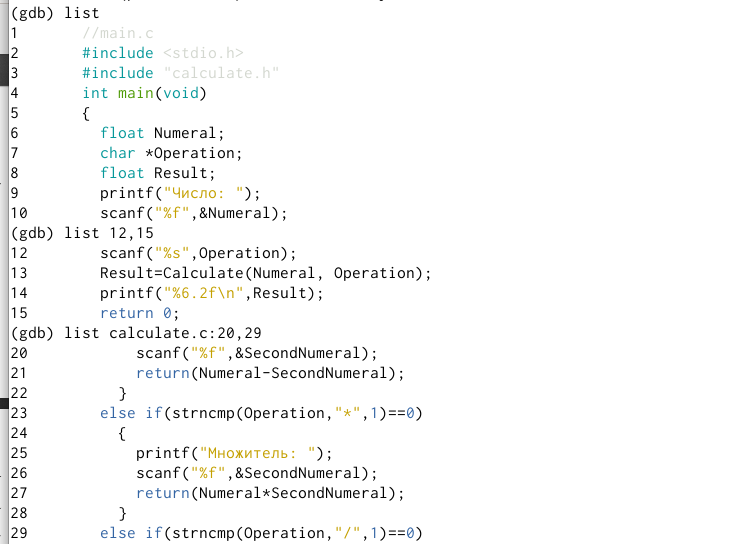 (gdb) list
1       //main.c
2       #include <stdio.h>
3       #include "calculate.h"
4       int main(void)
5       {
6         float Numeral;
7         char *Operation;
8         float Result;
9         printf("Число: ");
10        scanf("%f",&Numeral);
(gdb) list 12,15
12        scanf("%s",Operation);
13        Result=Calculate(Numeral, Operation);
14        printf("%6.2f\n",Result);
15        return 0;
(gdb) list calculate.c:20,29
20            scanf("%f",&SecondNumeral);
21            return(Numeral-SecondNumeral);
22          }
23        else if(strncmp(Operation,"*",1)==0)
24          {
25            printf("Множитель: ");
26            scanf("%f",&SecondNumeral);
27            return(Numeral*SecondNumeral);
28          }
29        else if(strncmp(Operation,"/",1)==0)